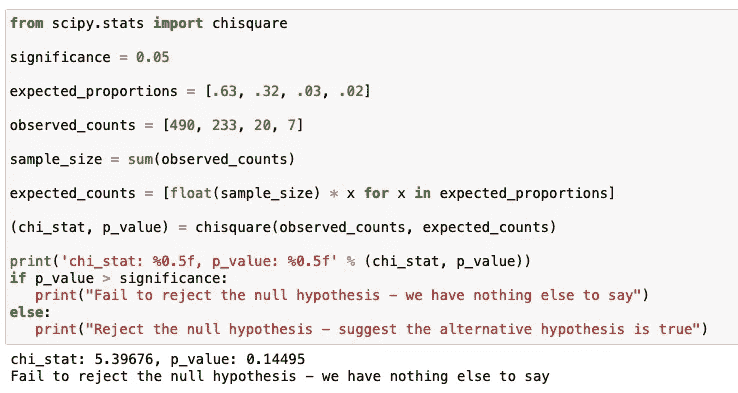 from scipy.stats import chisquare
significance = 0.05
expected_proportions = [.63, .32, .03, .02]
observed_counts = [490, 233, 20, 7]
sample_size = sum(observed_counts)
expected_counts = [float(sample_size) * x for x in expected_proportions]
(chi_stat, p_value) = chisquare(observed_counts, expected_counts)
print('chi_stat: %0.5f, p_value: %0.5f' % (chi_stat, p_value))
if p_value > significance:
   print("Fail to reject the null hypothesis - we have nothing else to say")
else:
   print("Reject the null hypothesis - suggest the alternative hypothesis is true")
chi_stat: 5.39676, p_value: 0.14495
Fail to reject the null hypothesis - we have nothing else to say